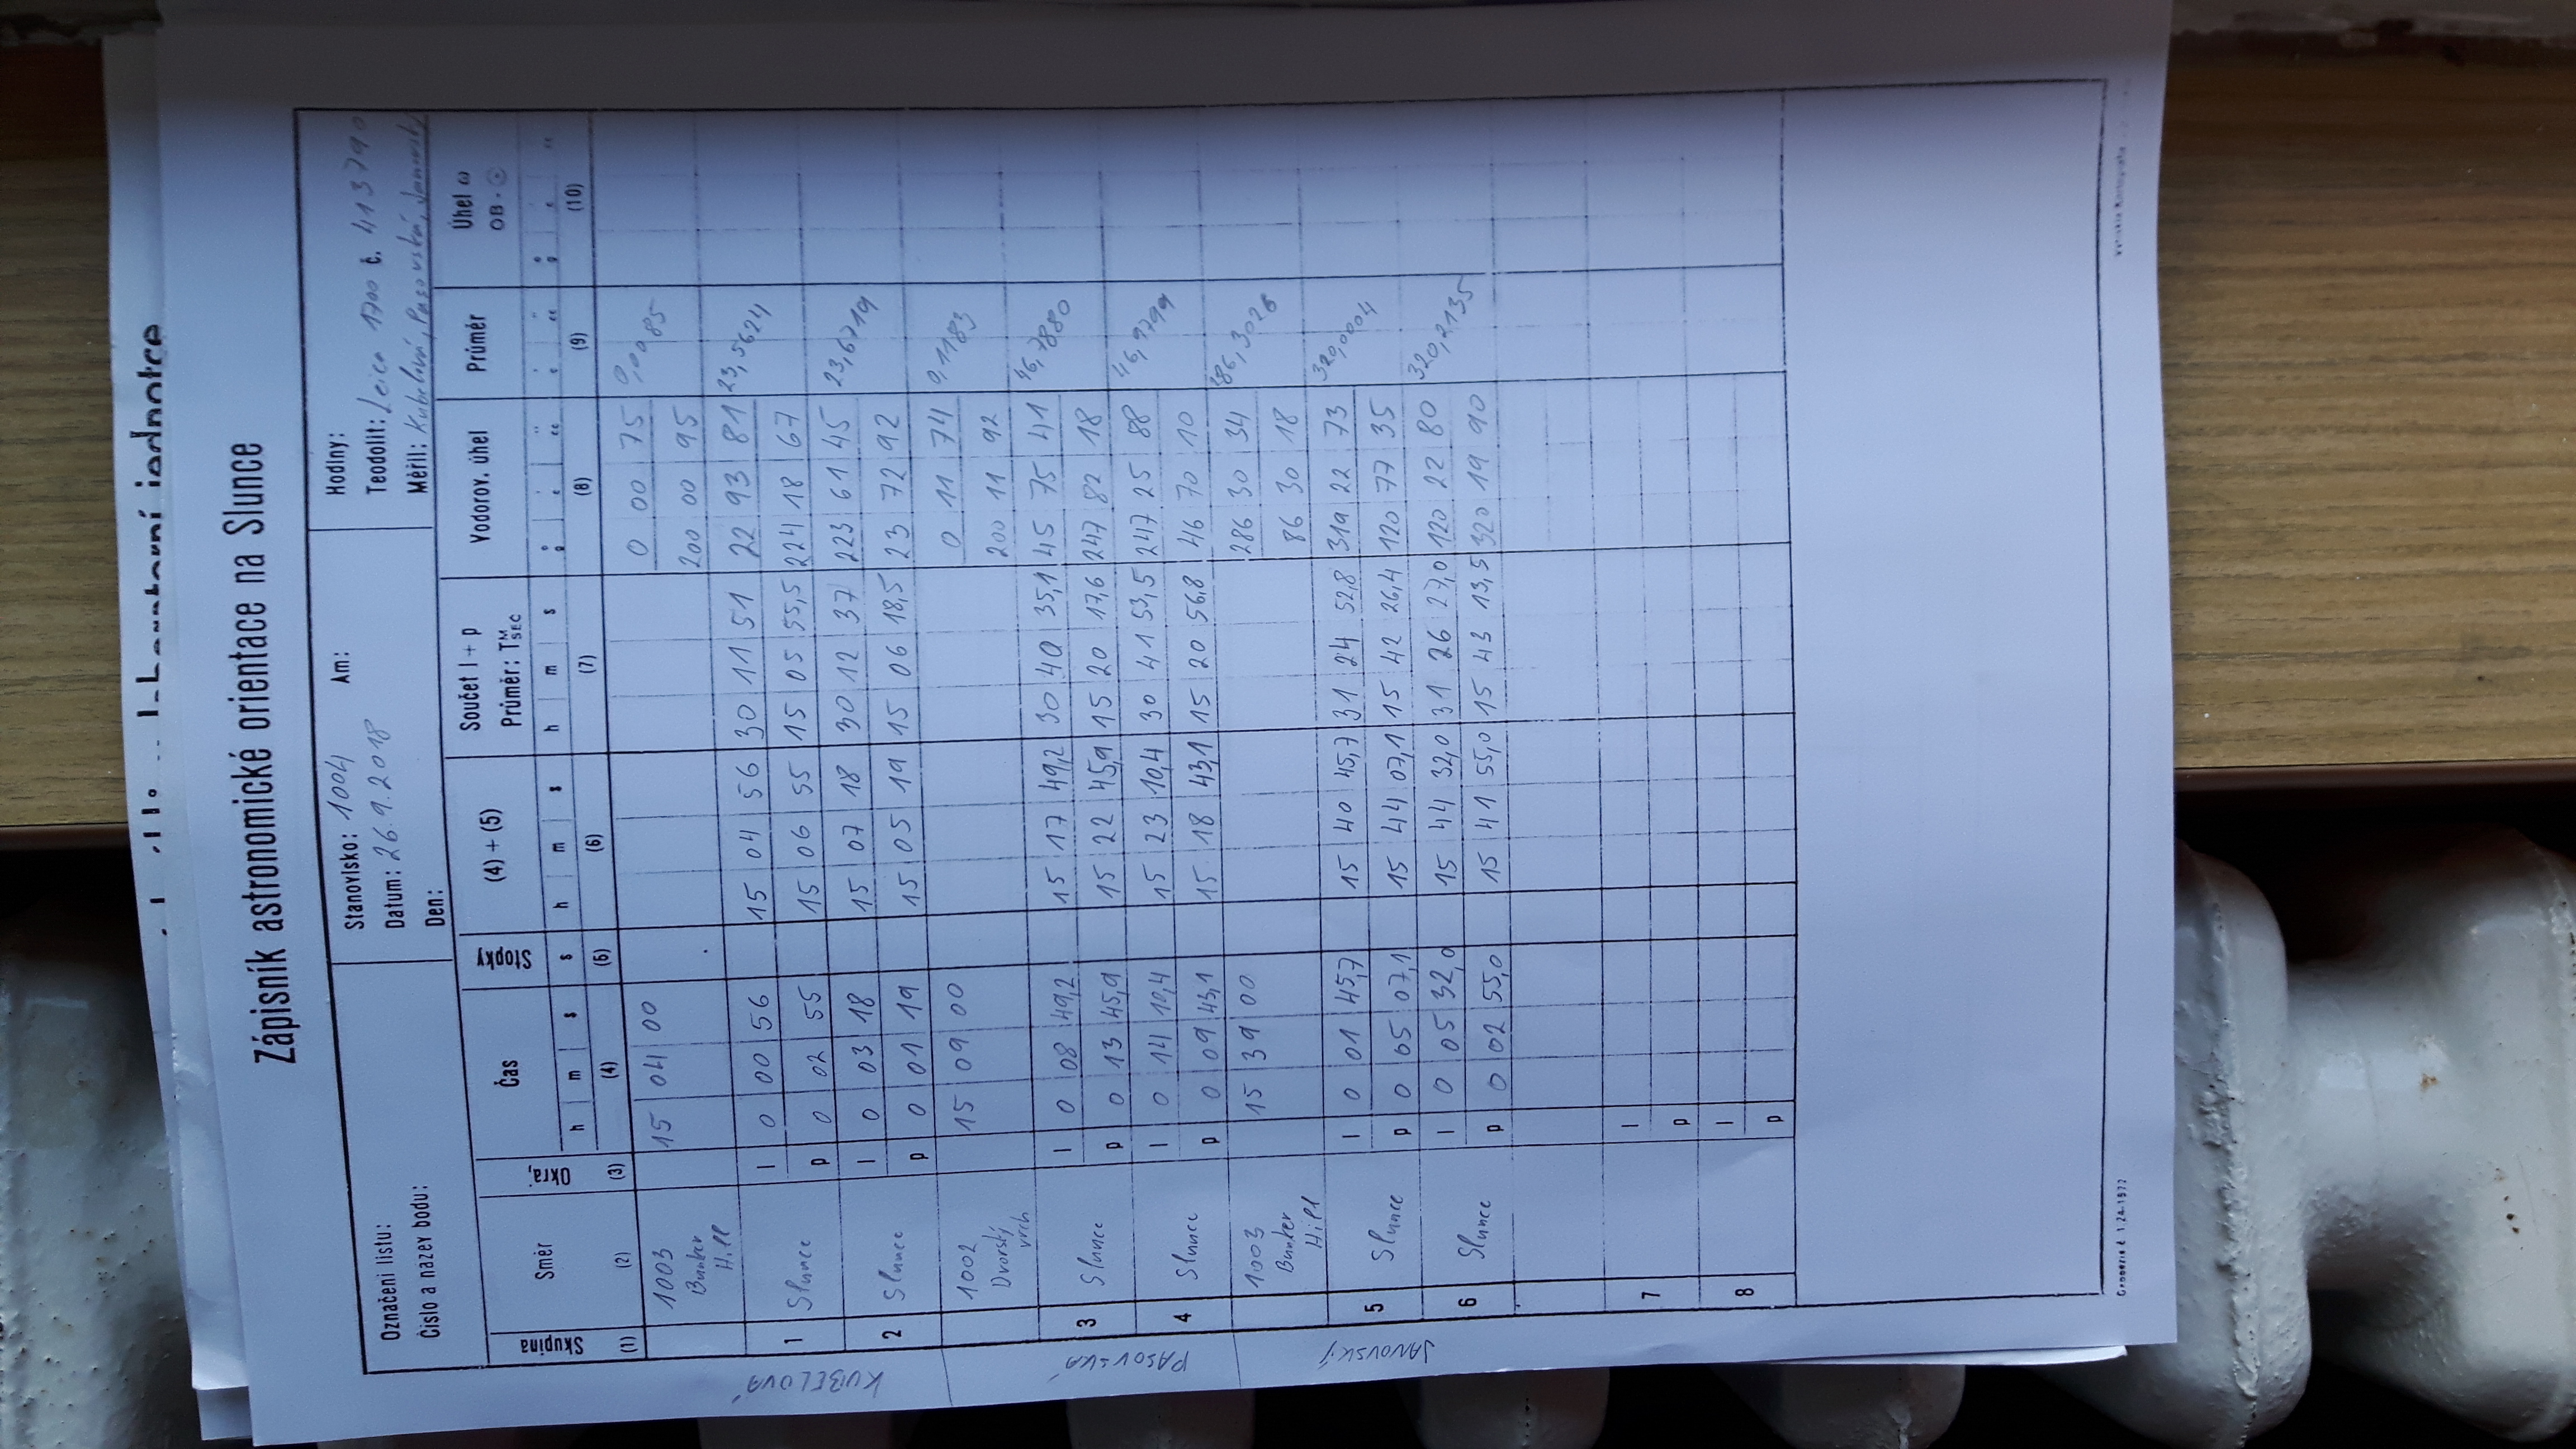 laboratorní jednotce
Zápisník astronomické orientace na Slunce
Označení listu:
Číslo a název bodu:
Stanovisko: 1004 Am:
Datum: 26.9.2018
Den:
Hodiny:
Teodolit: Leica 1700 č. 413790
Měřil: Kubelová, Pasovská, Janovský
Skupina Směr Okraj Čas Stopky (4) + (5) Součet l + p Vodorov. úhel Průměr Úhel ω
Průměr: T M SEC OB - ⊙
h m s s h m s h m s ° ' " ' " ° ' "
g c cc c cc g c cc
(1) (2) (3) (4) (5) (6) (7) (8) (9) (10)
KUBELOVÁ
1003 15 04 00 0 00 75 0,0085
Bunker 200 00 95
Hill
1 Slunce l 0 00 56 15 04 56 30 11 51 22 93 81 23,5624
p 0 02 55 15 06 55 15 05 55,5 224 18 67
2 Slunce l 0 03 18 15 07 18 30 12 37 223 61 45 23,6719
p 0 01 19 15 05 19 15 06 18,5 23 72 92
PASOVSKÁ
1002 15 09 00 0 11 74 0,1183
Dvorský 200 11 92
vrch
3 Slunce l 0 08 49,2 15 17 49,2 30 40 35,1 45 75 41 46,7880
p 0 13 45,9 15 22 45,9 15 20 17,6 247 82 18
4 Slunce l 0 14 10,4 15 23 10,4 30 41 53,5 247 25 88 46,9799
p 0 09 43,1 15 18 43,1 15 20 56,8 46 70 10
JANOVSKÝ
1003 15 39 00 286 30 34 286,3026
Bunker 86 30 18
Hill
5 Slunce l 0 01 45,7 15 40 45,7 31 24 52,8 319 22 73 320,0004
p 0 05 07,1 15 44 07,1 15 42 26,4 120 77 35
6 Slunce l 0 05 32,0 15 44 32,0 31 26 27,0 120 22 80 320,2135
p 0 02 55,0 15 41 55,0 15 43 13,5 320 19 90
7 l
p
8 l
p
Geodezie č. 1.24-1972
Vytiskla Kartografie